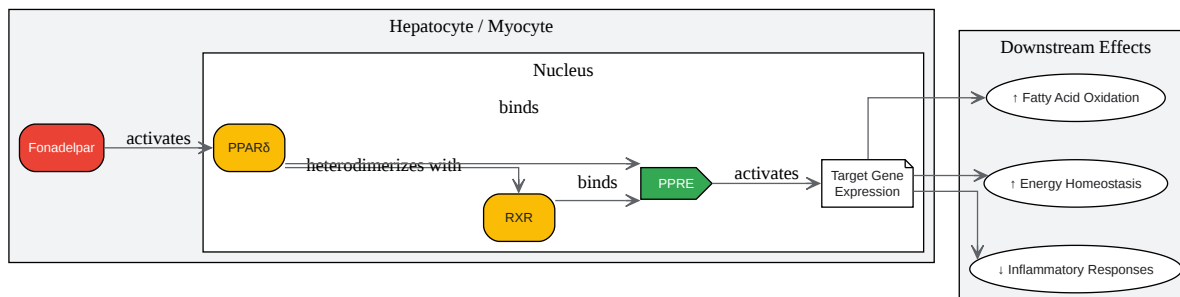 Hepatocyte / Myocyte
Downstream Effects
Nucleus
↑ Fatty Acid Oxidation
binds
Fonadelpar
activates
PPARδ
heterodimerizes with
binds
PPRE
activates
Target Gene
Expression
↑ Energy Homeostasis
RXR
↓ Inflammatory Responses